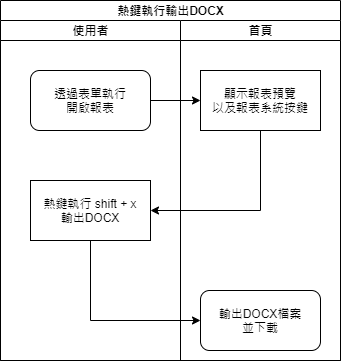 熱鍵執行輸出DOCX
使用者
首頁
透過表單執行
開啟報表
顯示報表預覽
以及報表系統按鍵
熱鍵執行 shift + x
輸出DOCX
輸出DOCX檔案
並下載